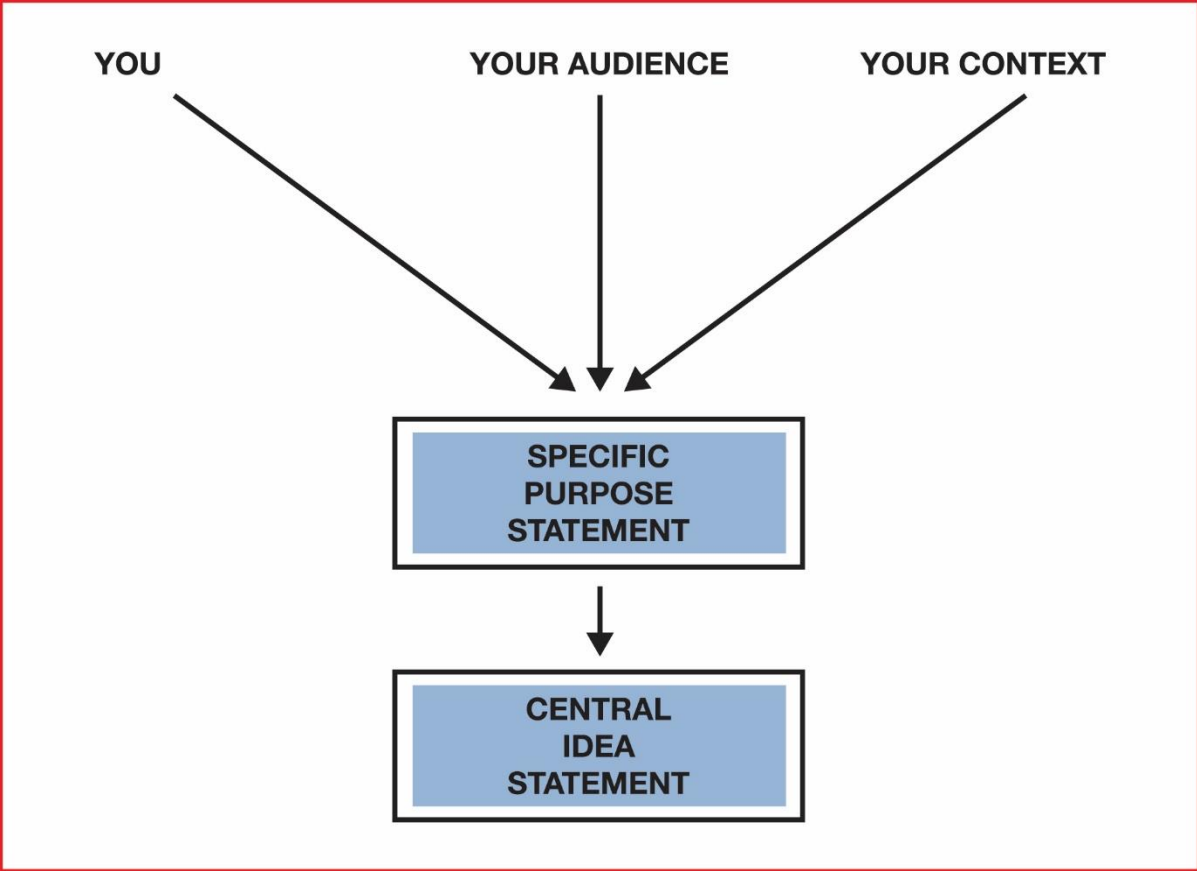 YOU
YOUR AUDIENCE
YOUR CONTEXT
SPECIFIC
PURPOSE
STATEMENT
CENTRAL
IDEA
STATEMENT